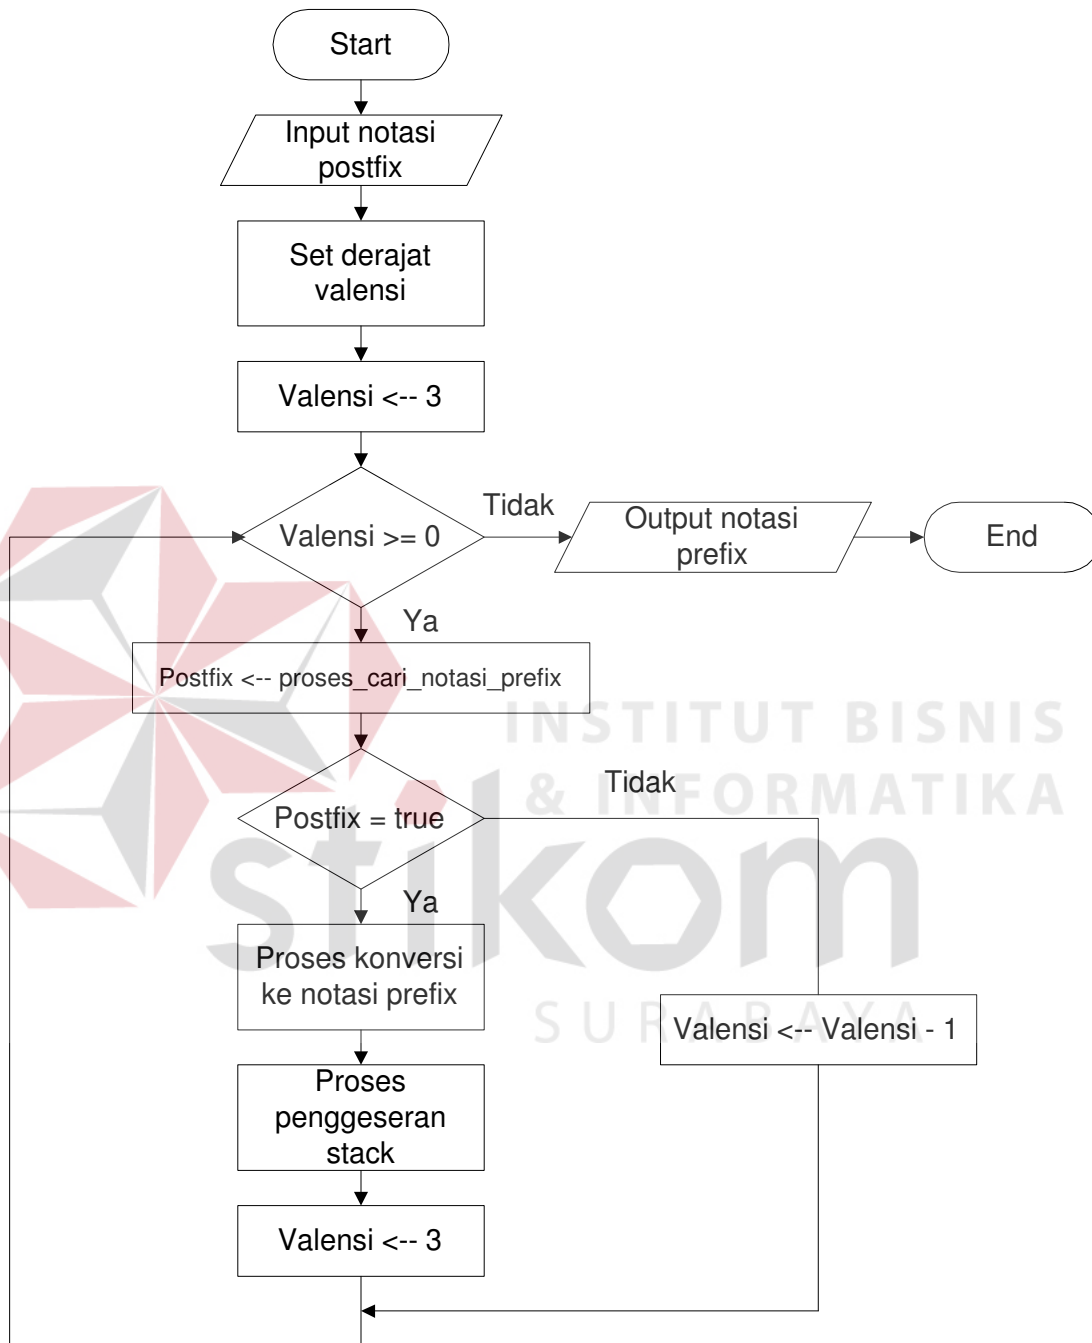 Start
Input notasi
postfix
Set derajat
valensi
Valensi <-- 3
Valensi >= 0
Tidak
Output notasi
prefix
End
Ya
Postfix <-- proses_cari_notasi_prefix
INSTITUT BISNIS
& INFORMATIKA
stikom
SURABAYA
Postfix = true
Tidak
Ya
Proses konversi
ke notasi prefix
Valensi <-- Valensi - 1
Proses
penggeseran
stack
Valensi <-- 3